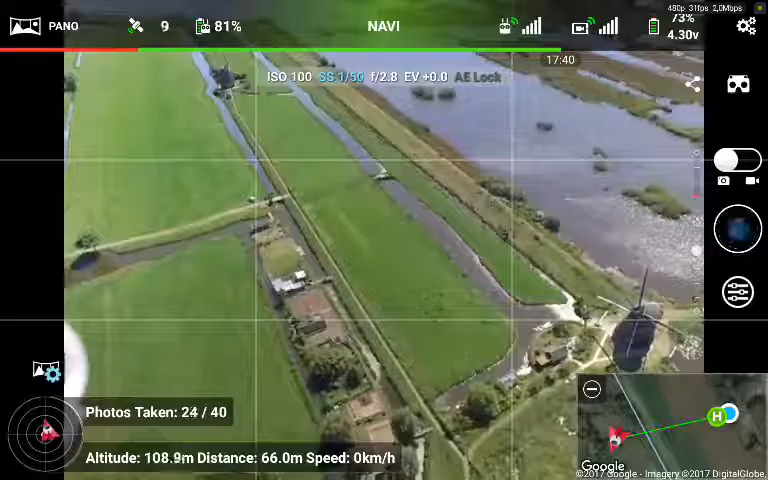 480p 31fps 2,0Mbps
PANO
9
81%
NAVI
73%
4.30v
17:40
ISO 100 SS 1/50 f/2.8 EV +0.0 AE Lock
Photos Taken: 24 / 40
Altitude: 108.9m Distance: 66.0m Speed: 0km/h
H
Google
©2017 Google - Imagery ©2017 DigitalGlobe,